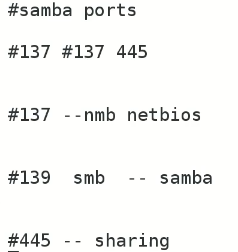 #samba ports
#137 #137 445
#137 --nmb netbios
#139  smb  -- samba
#445 -- sharing